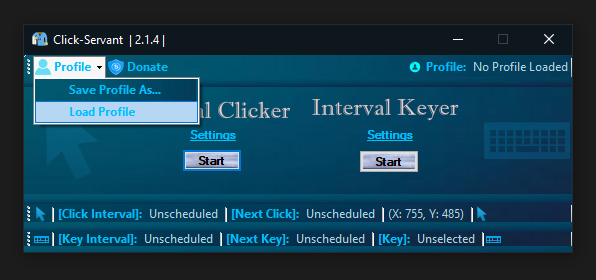 Click-Servant | 2.1.4 |
Profile Donate Profile: No Profile Loaded
Save Profile As...
Load Profile
al Clicker Interval Keyer
Settings Settings
Start Start
[Click Interval]: Unscheduled [Next Click]: Unscheduled (X: 755, Y: 485)
[Key Interval]: Unscheduled [Next Key]: Unscheduled [Key]: Unselected